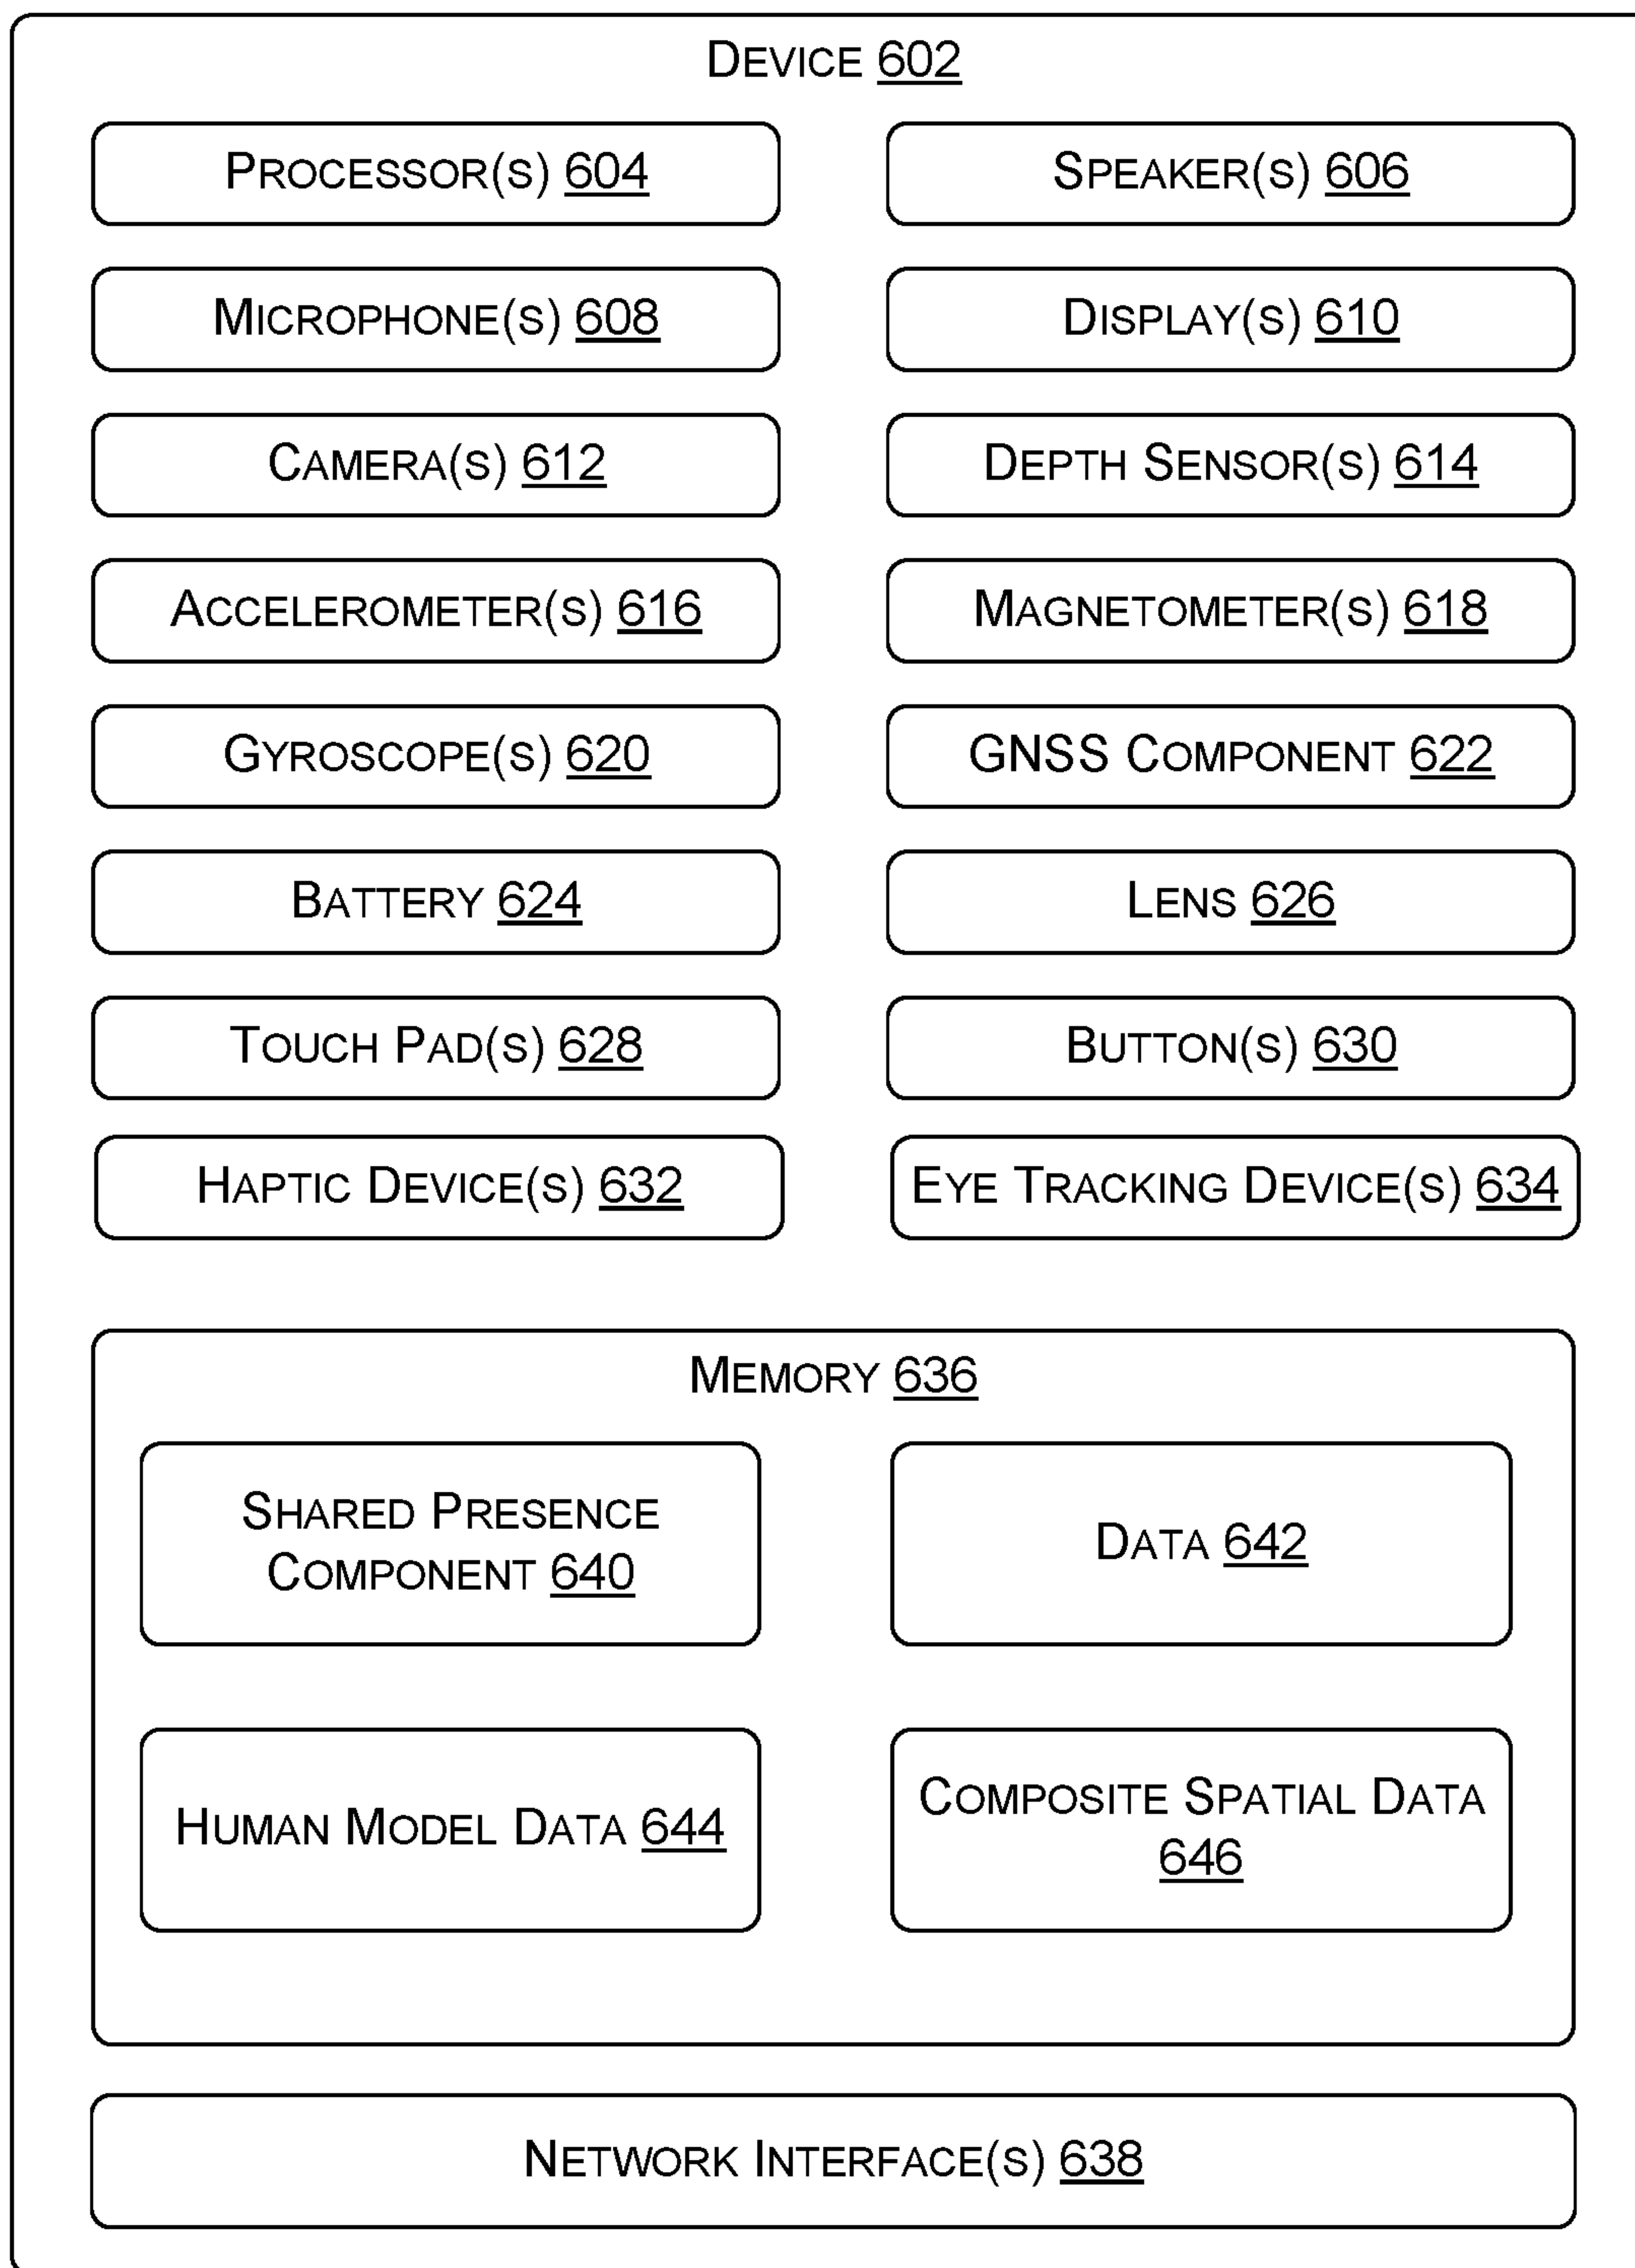 DEVICE 602
PROCESSOR(S) 604
SPEAKER(S) 606
MICROPHONE(S) 608
DISPLAY(S) 610
CAMERA(S) 612
DEPTH SENSOR(S) 614
ACCELEROMETER(S) 616
MAGNETOMETER(S) 618
GYROSCOPE(S) 620
GNSS COMPONENT 622
BATTERY 624
LENS 626
TOUCH PAD(S) 628
BUTTON(S) 630
HAPTIC DEVICE(S) 632
EYE TRACKING DEVICE(S) 634
MEMORY 636
SHARED PRESENCE
COMPONENT 640
DATA 642
HUMAN MODEL DATA 644
COMPOSITE SPATIAL DATA
646
NETWORK INTERFACE(S) 638